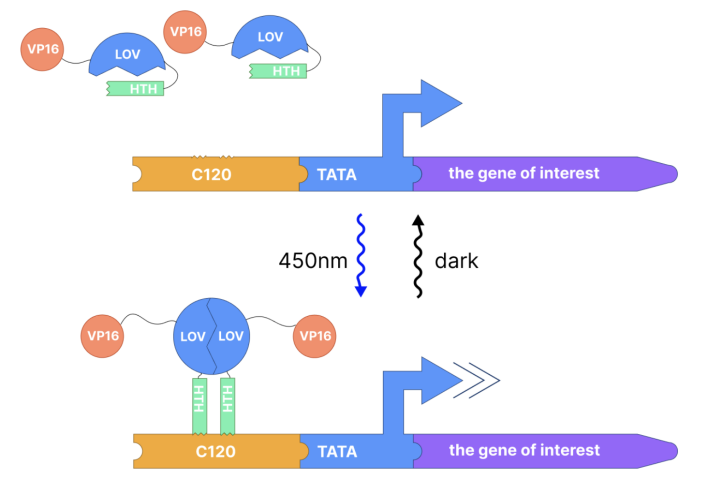 VP16
LOV
HTH
VP16
LOV
HTH
C120
TATA
the gene of interest
450nm
dark
VP16
LOV
LOV
VP16
HTH
HTH
C120
TATA
the gene of interest